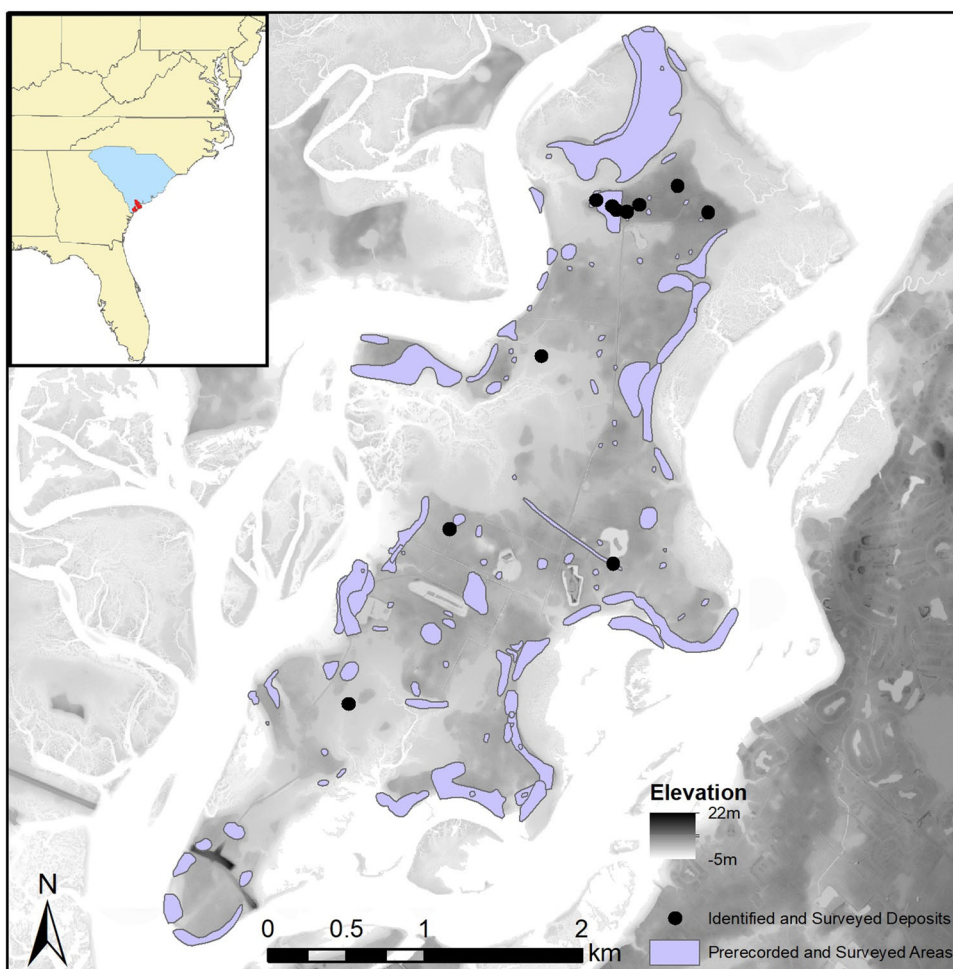 Elevation
22m
-5m
N
0 0.5 1 2
km
Identified and Surveyed Deposits
Prerecorded and Surveyed Areas